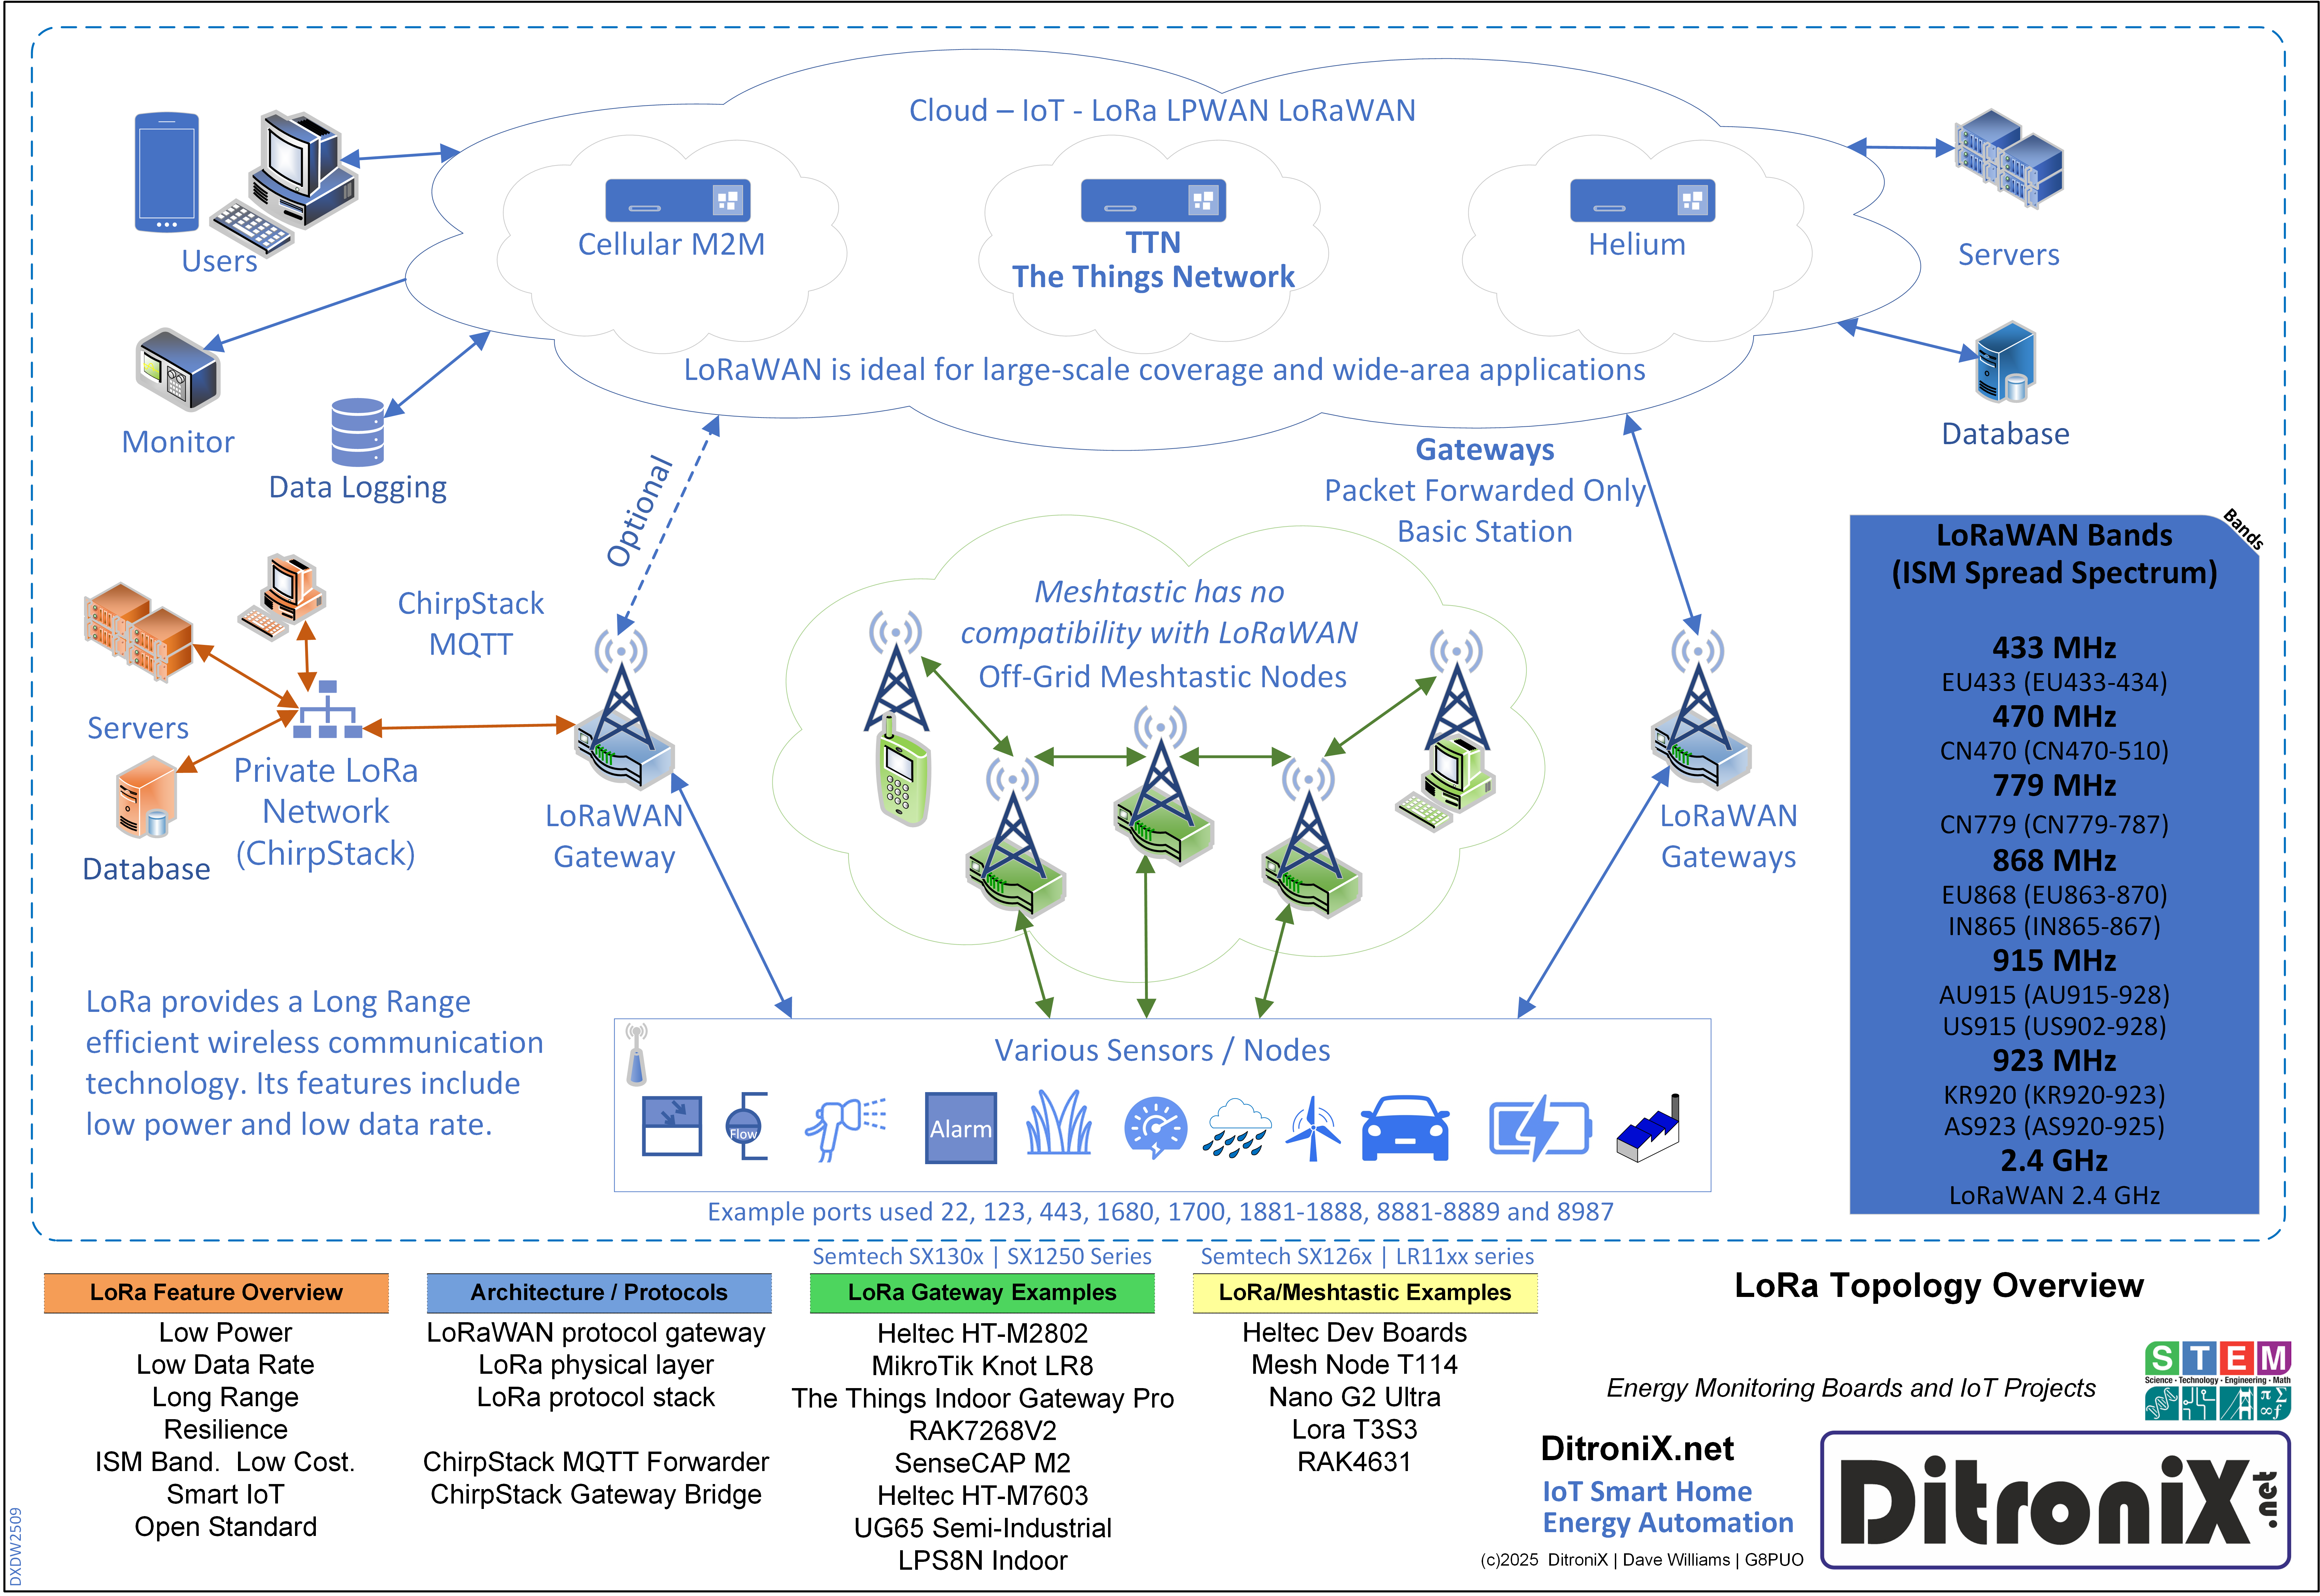 Cloud – IoT - LoRa LPWAN LoRaWAN
Cellular M2M
TTN
The Things Network
Helium
LoRaWAN is ideal for large-scale coverage and wide-area applications
Users
Monitor
Data Logging
Servers
Database
Optional
Gateways
Packet Forwarded Only
Basic Station
ChirpStack
MQTT
Servers
Database
Private LoRa
Network
(ChirpStack)
LoRaWAN
Gateway
Meshtastic has no
compatibility with LoRaWAN
Off-Grid Meshtastic Nodes
LoRaWAN
Gateways
Bands
LoRaWAN Bands
(ISM Spread Spectrum)
433 MHz
EU433 (EU433-434)
470 MHz
CN470 (CN470-510)
779 MHz
CN779 (CN779-787)
868 MHz
EU868 (EU863-870)
IN865 (IN865-867)
915 MHz
AU915 (AU915-928)
US915 (US902-928)
923 MHz
KR920 (KR920-923)
AS923 (AS920-925)
2.4 GHz
LoRaWAN 2.4 GHz
LoRa provides a Long Range
efficient wireless communication
technology. Its features include
low power and low data rate.
Various Sensors / Nodes
Flow
Alarm
Example ports used 22, 123, 443, 1680, 1700, 1881-1888, 8881-8889 and 8987
LoRa Feature Overview
Low Power
Low Data Rate
Long Range
Resilience
ISM Band.  Low Cost.
Smart IoT
Open Standard
Architecture / Protocols
LoRaWAN protocol gateway
LoRa physical layer
LoRa protocol stack
ChirpStack MQTT Forwarder
ChirpStack Gateway Bridge
Semtech SX130x | SX1250 Series
LoRa Gateway Examples
Heltec HT-M2802
MikroTik Knot LR8
The Things Indoor Gateway Pro
RAK7268V2
SenseCAP M2
Heltec HT-M7603
UG65 Semi-Industrial
LPS8N Indoor
Semtech SX126x | LR11xx series
LoRa/Meshtastic Examples
Heltec Dev Boards
Mesh Node T114
Nano G2 Ultra
Lora T3S3
RAK4631
LoRa Topology Overview
Energy Monitoring Boards and IoT Projects
STEM
Science · Technology · Engineering · Math
π Σ
∞ f
DitroniX.net
IoT Smart Home
Energy Automation
(c)2025  DitroniX | Dave Williams | G8PUO
DitroniX
.net
DXDW2509